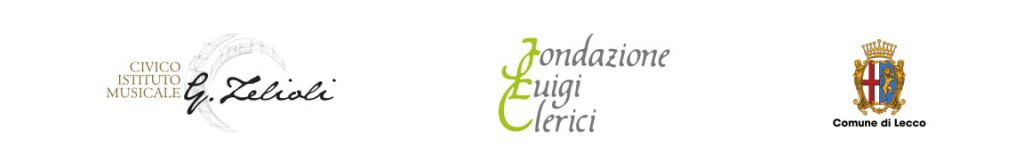 CIVICO
ISTITUTO
MUSICALE
G. Zelioli
Fondazione
Luigi
Clerici
Comune di Lecco